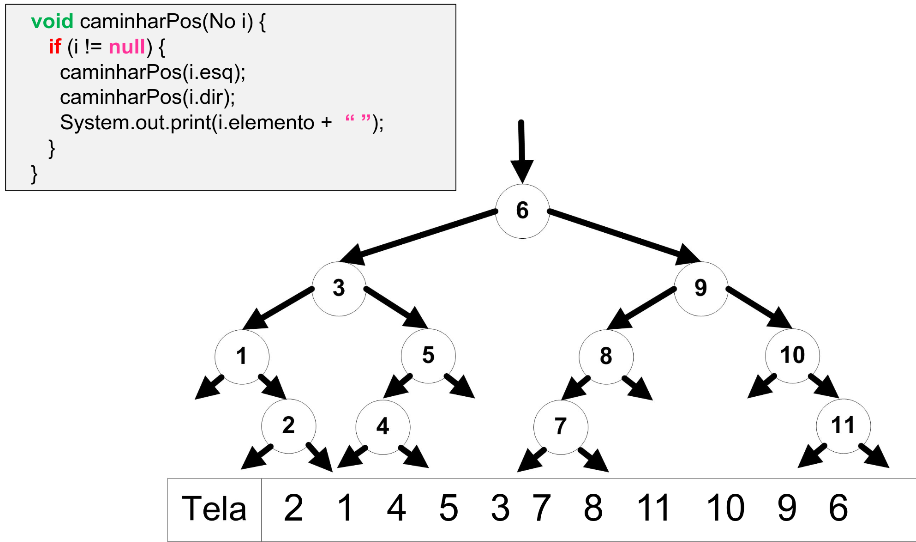 void caminharPos(No i) {
if (i != null) {
caminharPos(i.esq);
caminharPos(i.dir);
System.out.print(i.elemento + “ ”);
}
}
6
3 9
1 5 8 10
2 4 7 11
Tela 2 1 4 5 3 7 8 11 10 9 6